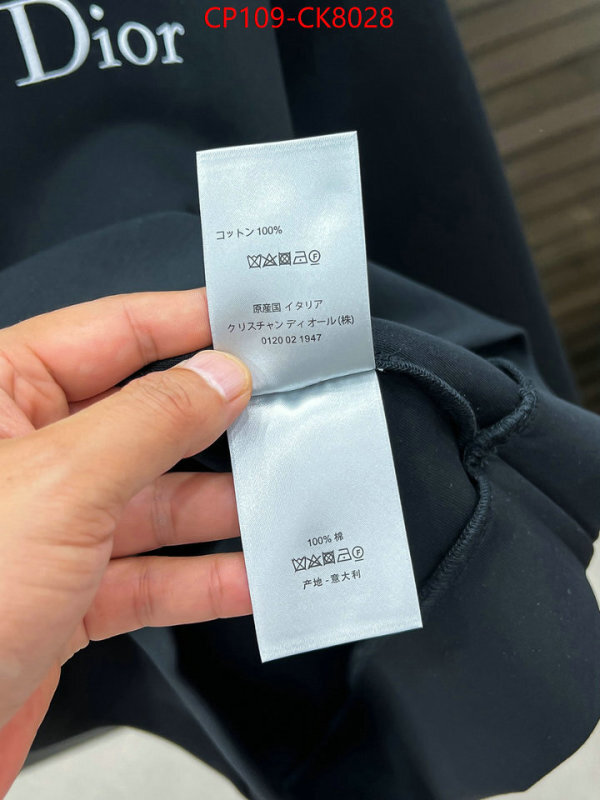 CP109-CK8028
Dior
コットン 100%
原産国 イタリア
クリスチャン ディオール(株)
0120 02 1947
100% 棉
产地 - 意大利